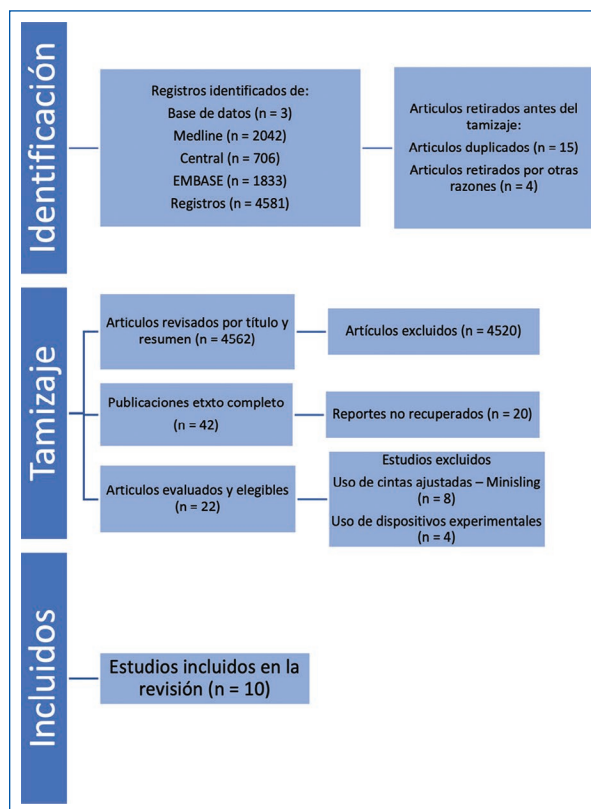 Identificación
Registros identificados de:
Base de datos (n = 3)
Medline = 2042)
Central = 706)
EMBASE = 1833)
Registros (n = 4581)
Articulos retirados antes del
tamizaje:
Articulos duplicados (n = 15)
Articulos retirados por otras
razones (n = 4)
Tamizaje
Articulos revisados por título y
resumen (n = 4562)
Artículos excluidos (n = 4520)
Publicaciones etxto completo
(n = 42)
Reportes no recuperados (n = 20)
Articulos evaluados y elegibles
(n = 22)
Estudios excluidos
Uso de cintas ajustadas – Minisling
(n = 8)
Uso de dispositivos experimentales
(n = 4)
Incluidos
Estudios incluidos en la
revisión (n = 10)